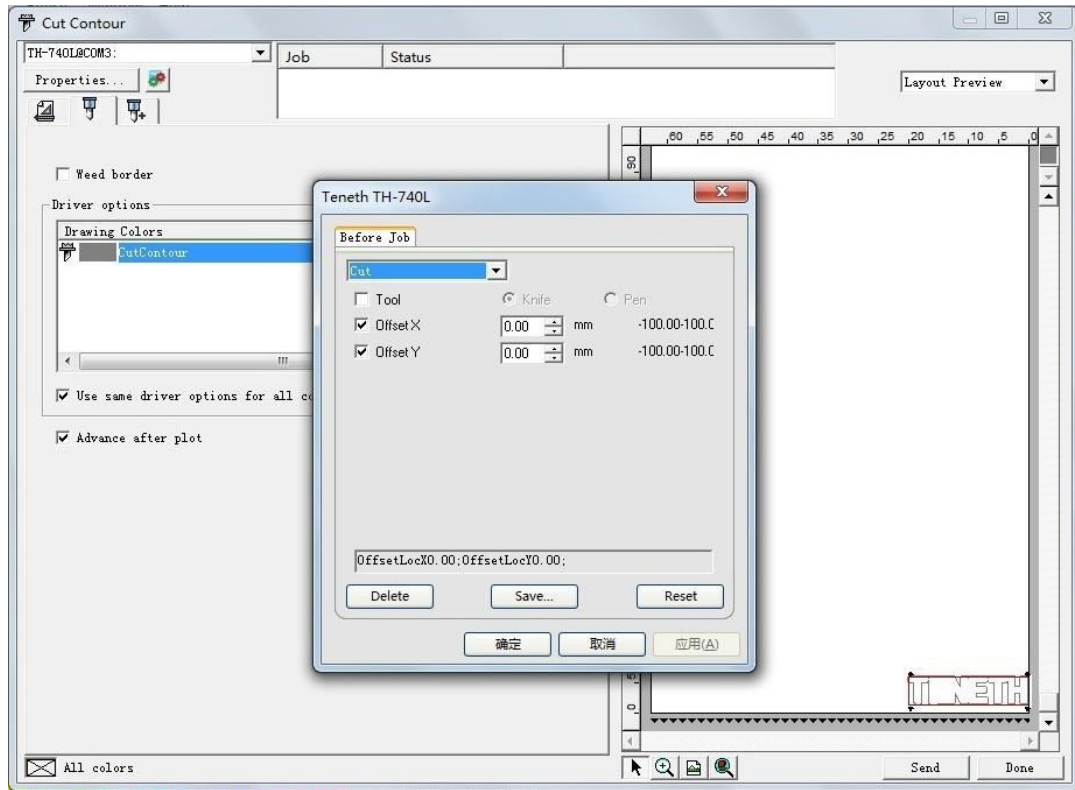 Cut Contour
TH-740L@COM3:
Job Status
Properties...
Layout Preview
60 55 50 45 40 35 30 25 20 15 10 5 0
90
Weed border
Driver options
Drawing Colors
CutContour
Use same driver options for all co
Advance after plot
Teneth TH-740L
Before Job
Cut
Tool Knife Pen
Offset X 0.00 mm -100.00-100.0
Offset Y 0.00 mm -100.00-100.0
OffsetLocX0.00;OffsetLocY0.00;
Delete Save... Reset
确定 取消 应用(A)
TENETH
5
0
All colors
Send Done